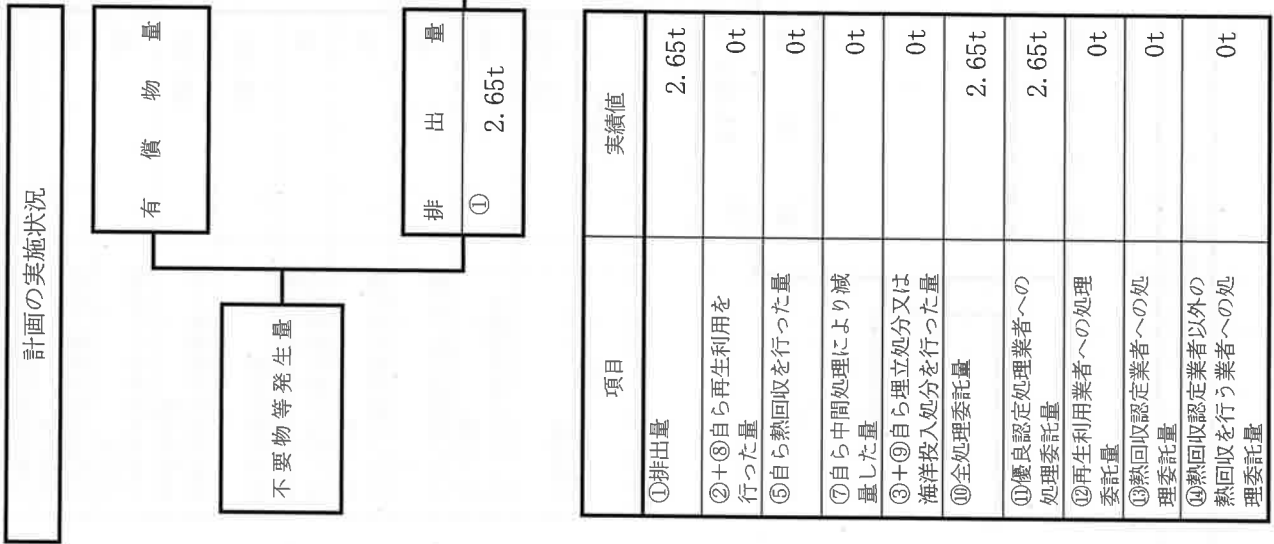 計画の実施状況
有償物量
不要物等発生量
排出量
① 2.65t
項目 実績値
①排出量 2.65t
②+⑧自ら再生利用を
行った量 0t
⑤自ら熱回収を行った量 0t
⑦自ら中間処理により減
量した量 0t
③+⑨自ら埋立処分又は
海洋投入処分を行った量 0t
⑩全処理委託量 2.65t
⑪優良認定処理業者への
処理委託量 2.65t
⑫再生利用業者への処理
委託量 0t
⑬熱回収認定業者への処
理委託量 0t
⑭熱回収認定業者以外の
熱回収を行う業者への処
理委託量 0t